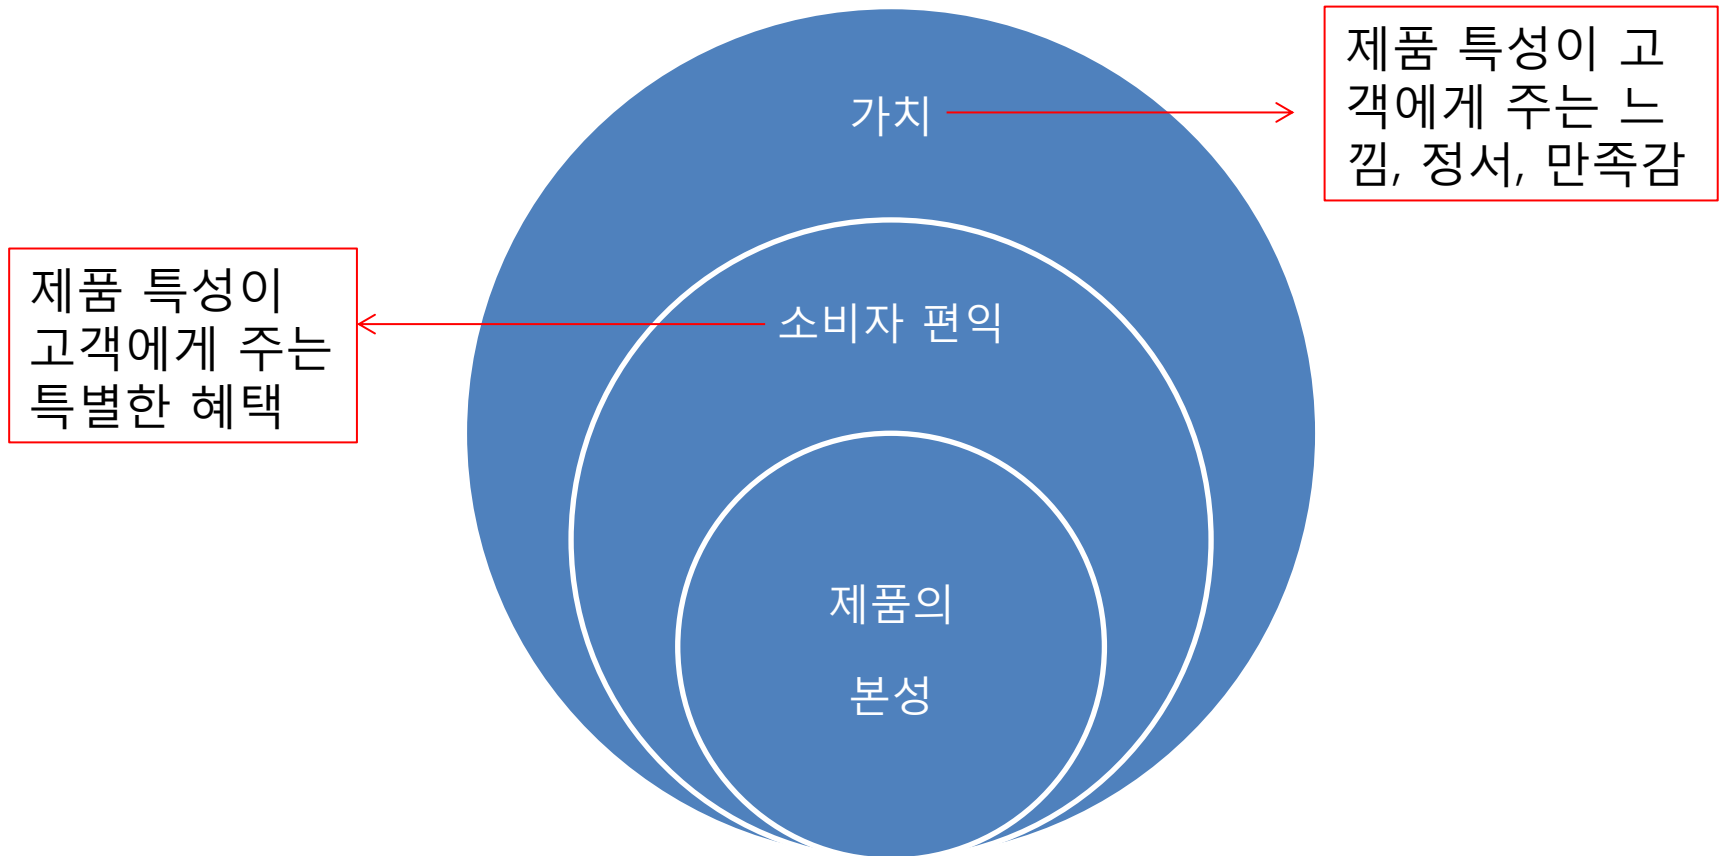 가치
제품 특성이 고
객에게 주는 느
낌, 정서, 만족감
제품 특성이
고객에게 주는
특별한 혜택
소비자 편익
제품의
본성